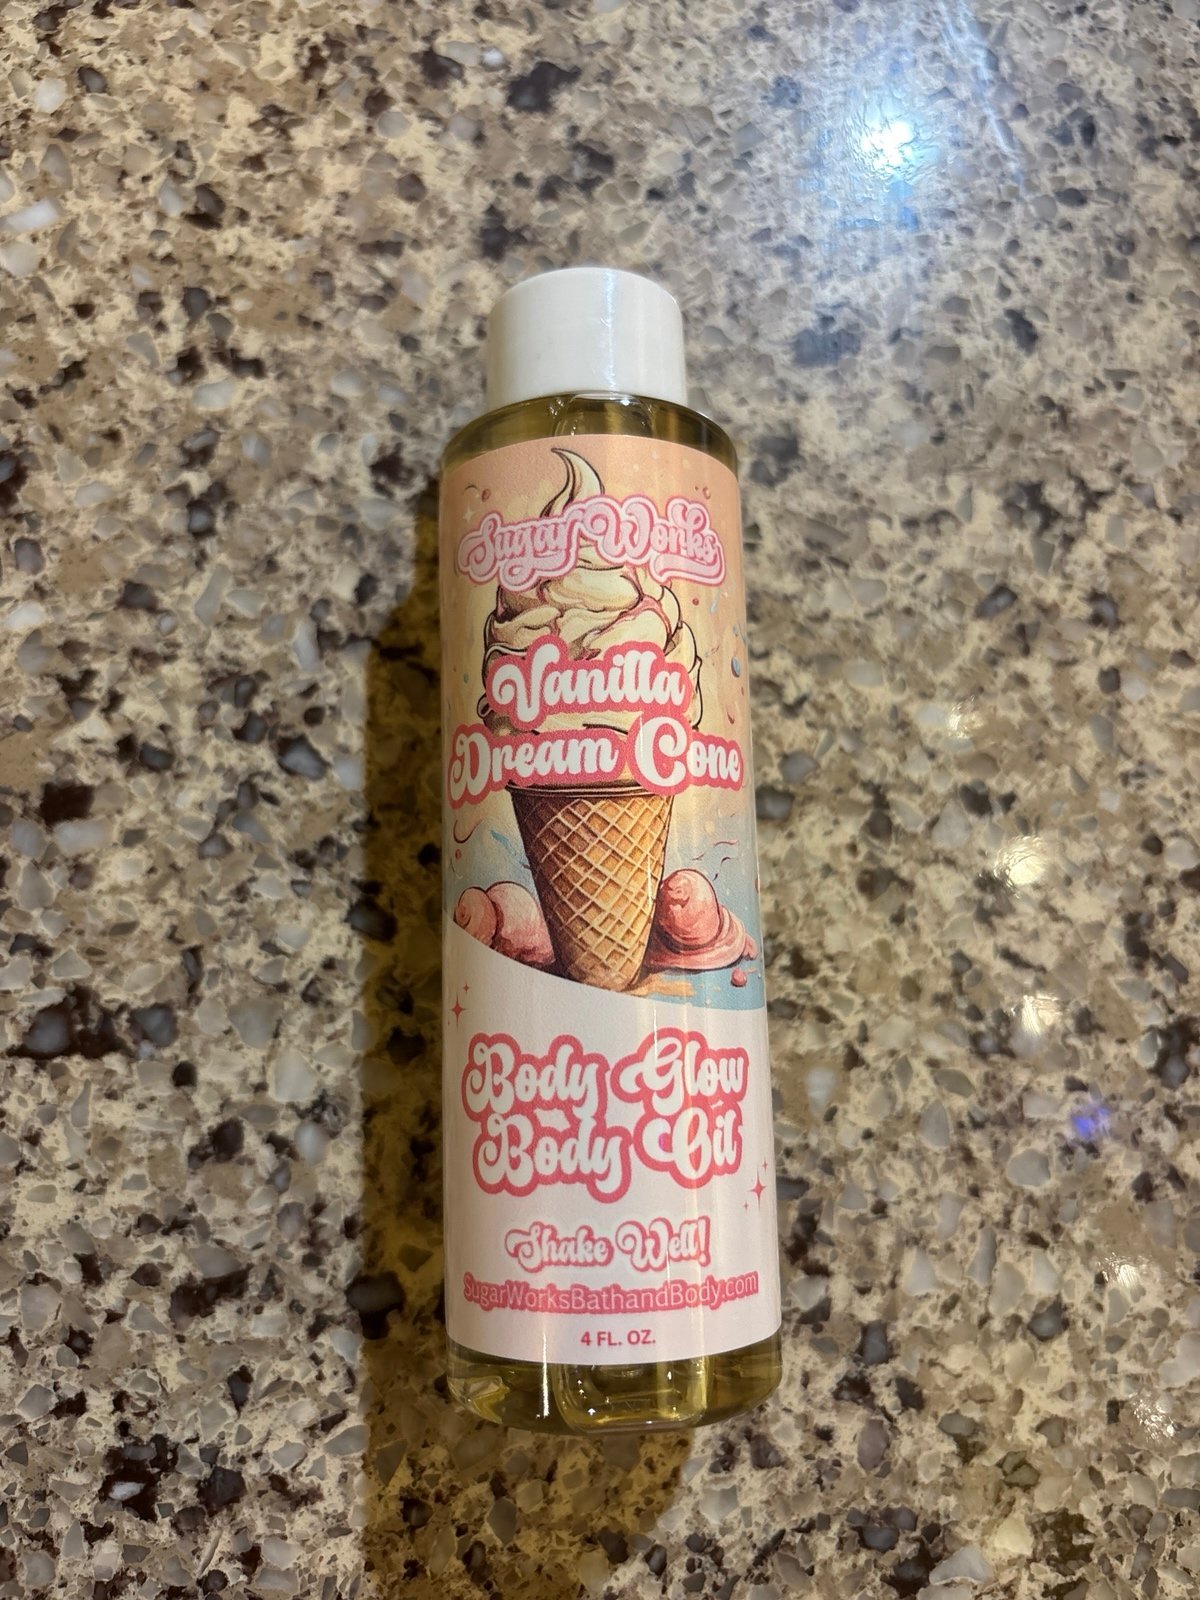 Sugar Works
Vanilla
Dream Cone
Body Glow
Body Oil
Shake Well!
SugarWorksBathandBody.com
4 FL. OZ.